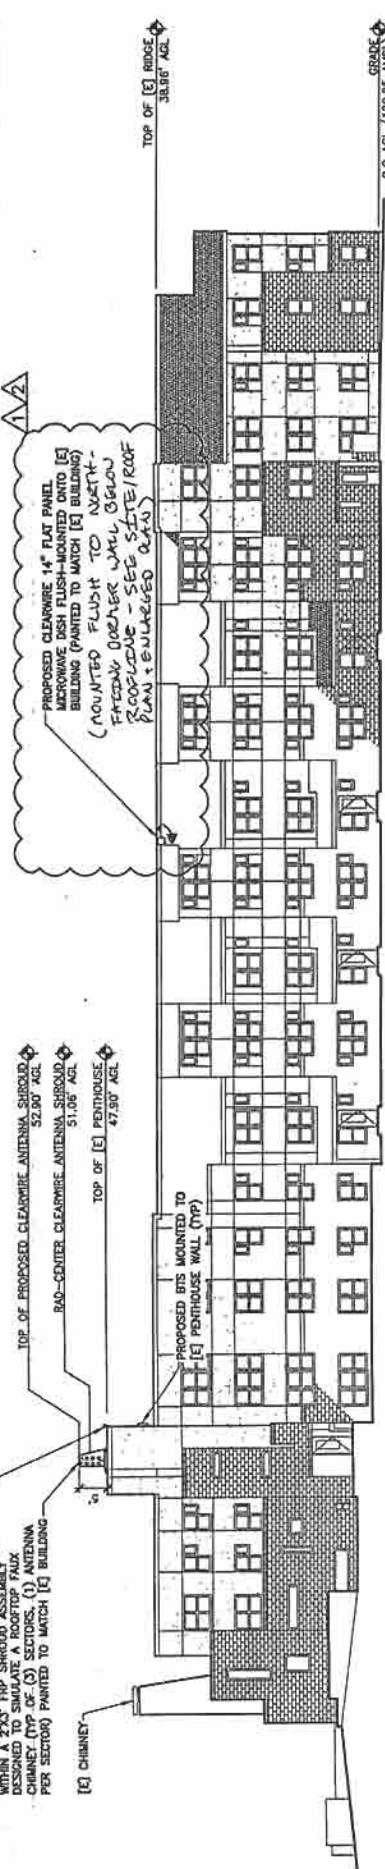 WITHIN A 2'X3' FRP SHROUD ASSEMBLY
DESIGNED TO SIMULATE A ROOFTOP FAUX
CHIMNEY (TYP OF (3) SECTORS, (1) ANTENNA
PER SECTOR) PAINTED TO MATCH [E] BUILDING
[E] CHIMNEY
5'
TOP OF PROPOSED CLEARWIRE ANTENNA SHROUD
52.90' AGL
RAD-CENTER CLEARWIRE ANTENNA SHROUD
51.06' AGL
TOP OF [E] PENTHOUSE
47.90' AGL
PROPOSED BTS MOUNTED TO
[E] PENTHOUSE WALL (TYP)
PROPOSED CLEARWIRE 14" FLAT PANEL
MICROWAVE DISH FLUSH-MOUNTED ONTO [E]
BUILDING (PAINTED TO MATCH [E] BUILDING)
(MOUNTED FLUSH TO NORTH-
FACING DORMER WALL BELOW
ROOFLINE - SEE SITE/ROOF
PLAN + ENLARGED PLAN)
1 2
TOP OF [E] RIDGE
38.96' AGL
GRADE